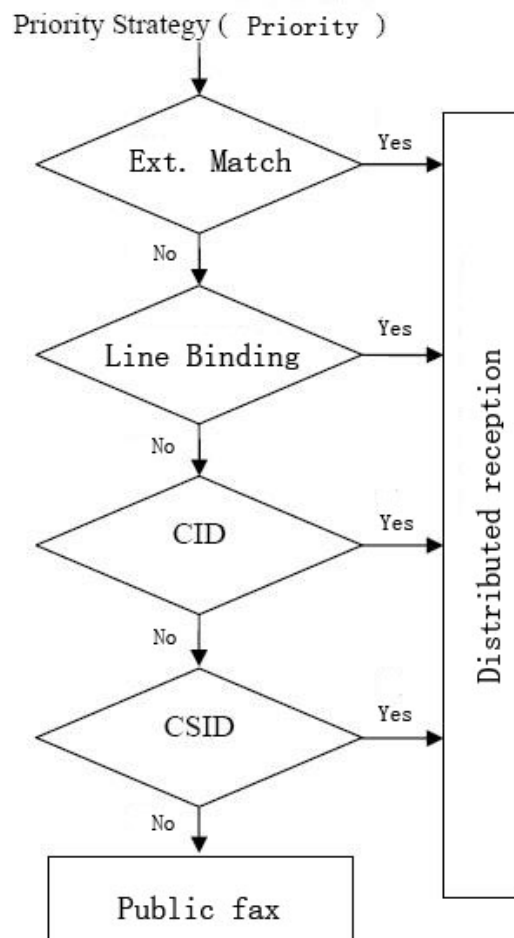 Priority Strategy ( Priority )
Ext. Match
Yes
No
Line Binding
Yes
No
CID
Yes
No
CSID
Yes
No
Public fax
Distributed reception